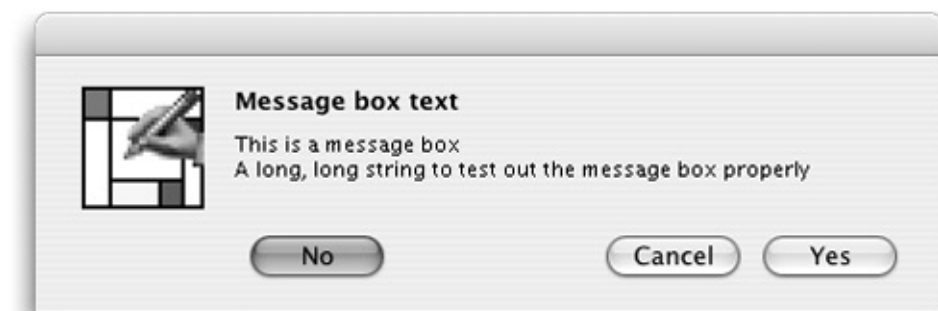 Message box text
This is a message box
A long, long string to test out the message box properly
No Cancel Yes